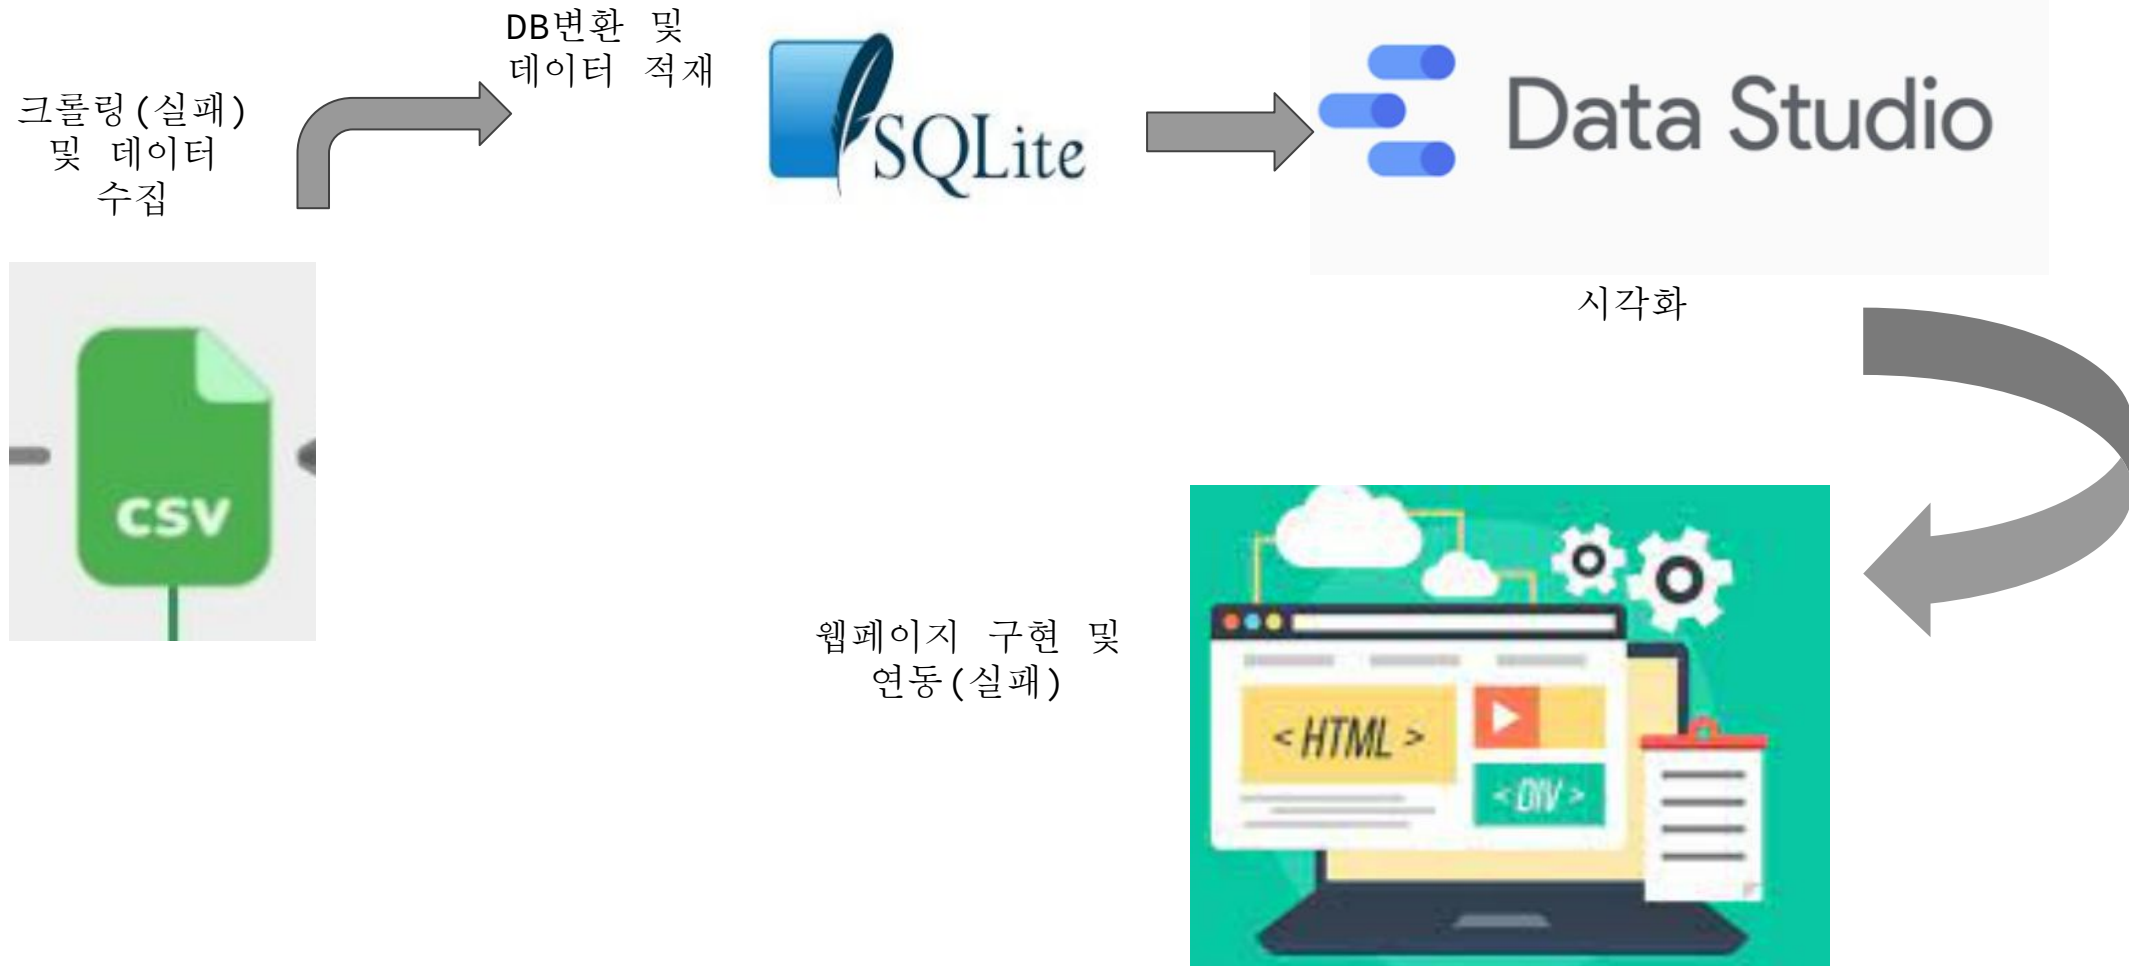 크롤링(실패)
및 데이터
수집
DB변환 및
데이터 적재
SQLite
Data Studio
시각화
csv
웹페이지 구현 및
연동(실패)
< HTML >
< DIV >